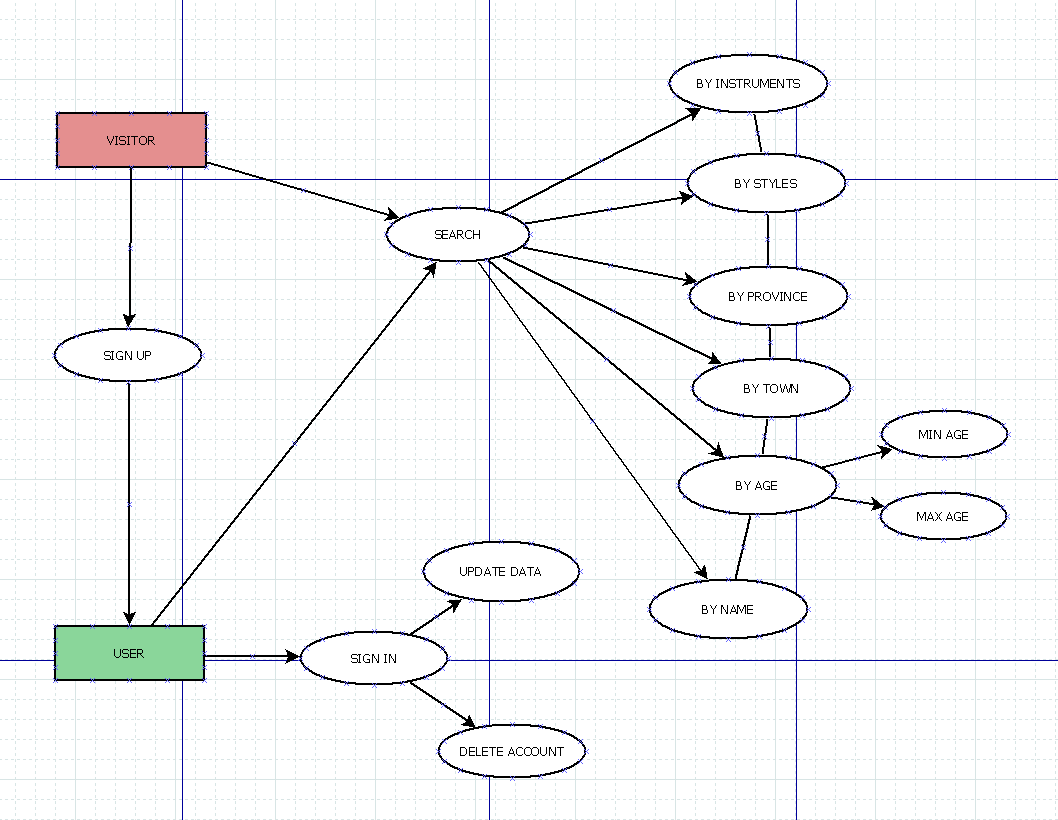 BY INSTRUMENTS
VISITOR
BY STYLES
SEARCH
BY PROVINCE
SIGN UP
BY TOWN
MIN AGE
BY AGE
MAX AGE
UPDATE DATA
BY NAME
USER
SIGN IN
DELETE ACCOUNT